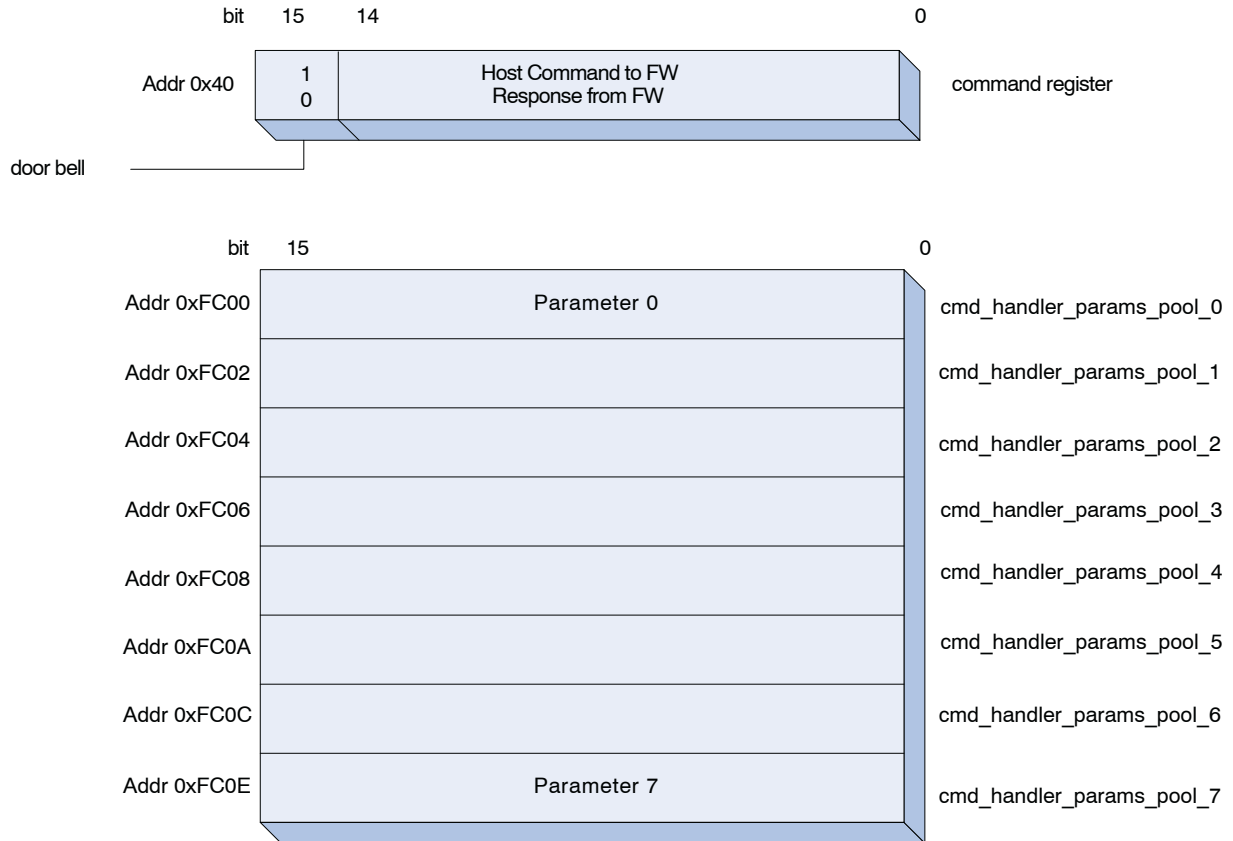 bit 15 14 0
Addr 0x40 1 Host Command to FW command register
0 Response from FW
door bell
bit 15 0
Addr 0xFC00 Parameter 0 cmd_handler_params_pool_0
Addr 0xFC02 cmd_handler_params_pool_1
Addr 0xFC04 cmd_handler_params_pool_2
Addr 0xFC06 cmd_handler_params_pool_3
Addr 0xFC08 cmd_handler_params_pool_4
Addr 0xFC0A cmd_handler_params_pool_5
Addr 0xFC0C cmd_handler_params_pool_6
Addr 0xFC0E Parameter 7 cmd_handler_params_pool_7